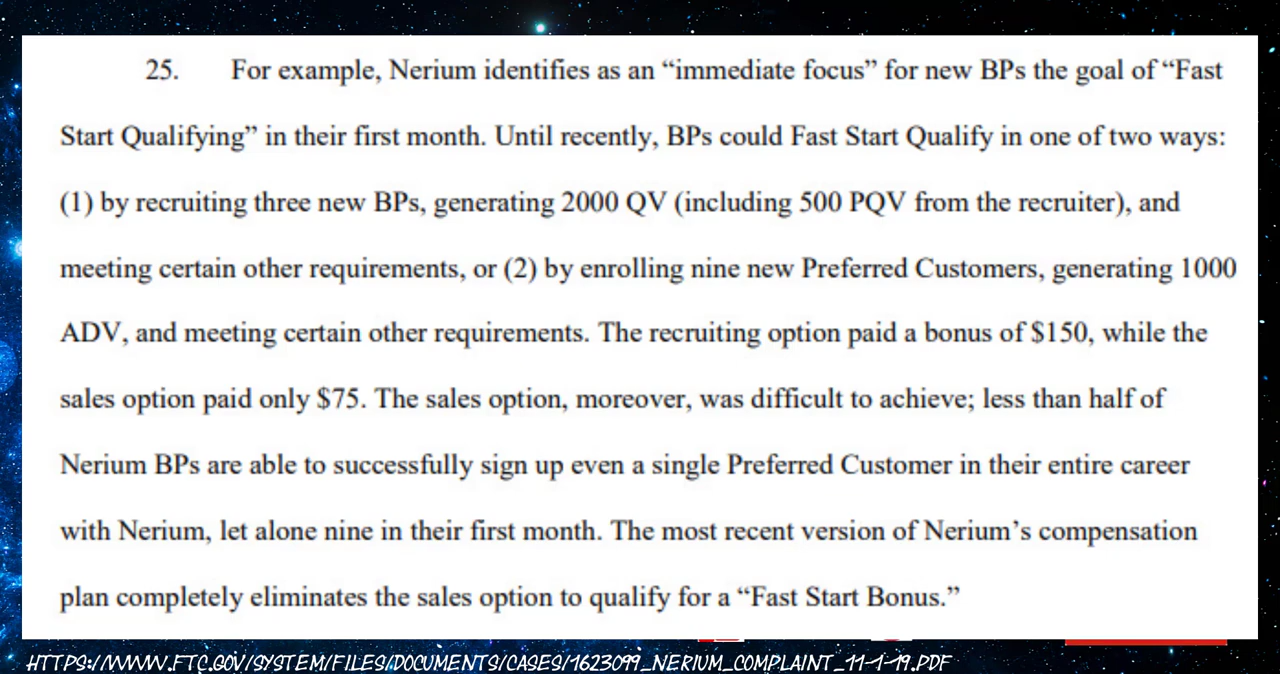 25. For example, Nerium identifies as an “immediate focus” for new BPs the goal of “Fast
Start Qualifying” in their first month. Until recently, BPs could Fast Start Qualify in one of two ways:
(1) by recruiting three new BPs, generating 2000 QV (including 500 PQV from the recruiter), and
meeting certain other requirements, or (2) by enrolling nine new Preferred Customers, generating 1000
ADV, and meeting certain other requirements. The recruiting option paid a bonus of $150, while the
sales option paid only $75. The sales option, moreover, was difficult to achieve; less than half of
Nerium BPs are able to successfully sign up even a single Preferred Customer in their entire career
with Nerium, let alone nine in their first month. The most recent version of Nerium’s compensation
plan completely eliminates the sales option to qualify for a “Fast Start Bonus.”
HTTPS://WWW.FTC.GOV/SYSTEM/FILES/DOCUMENTS/CASES/1623099_NERIUM_COMPLAINT_11-1-19.PDF